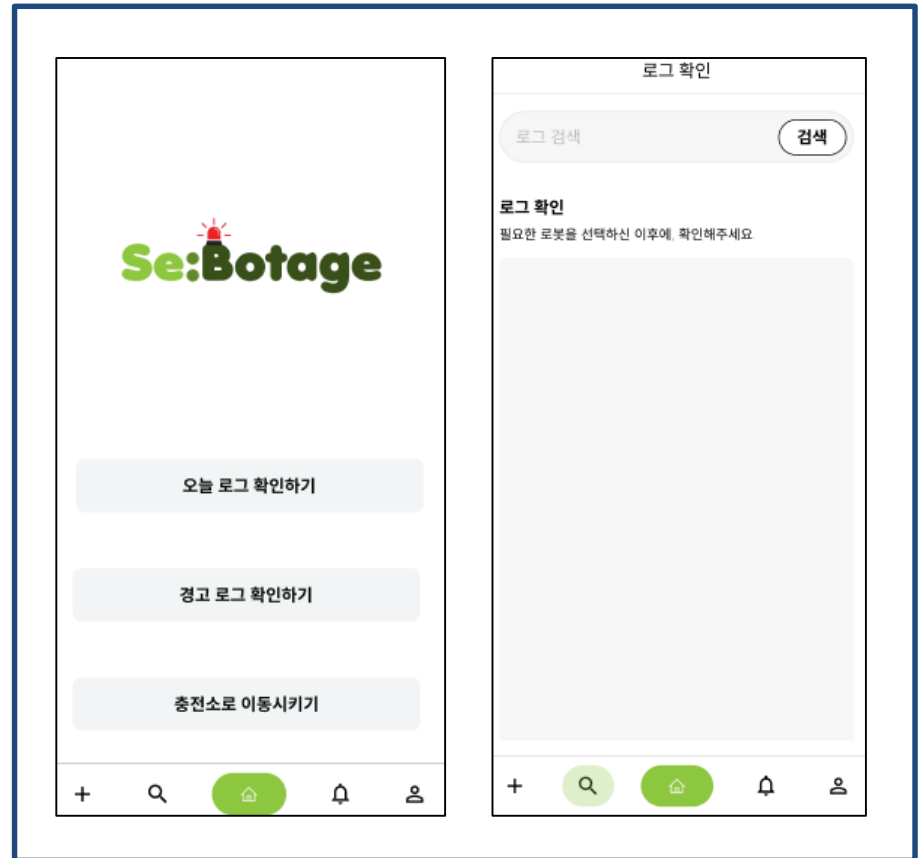 Se:Botage
오늘 로그 확인하기
경고 로그 확인하기
충전소로 이동시키기
로그 확인
로그 검색
검색
로그 확인
필요한 로봇을 선택하신 이후에, 확인해주세요